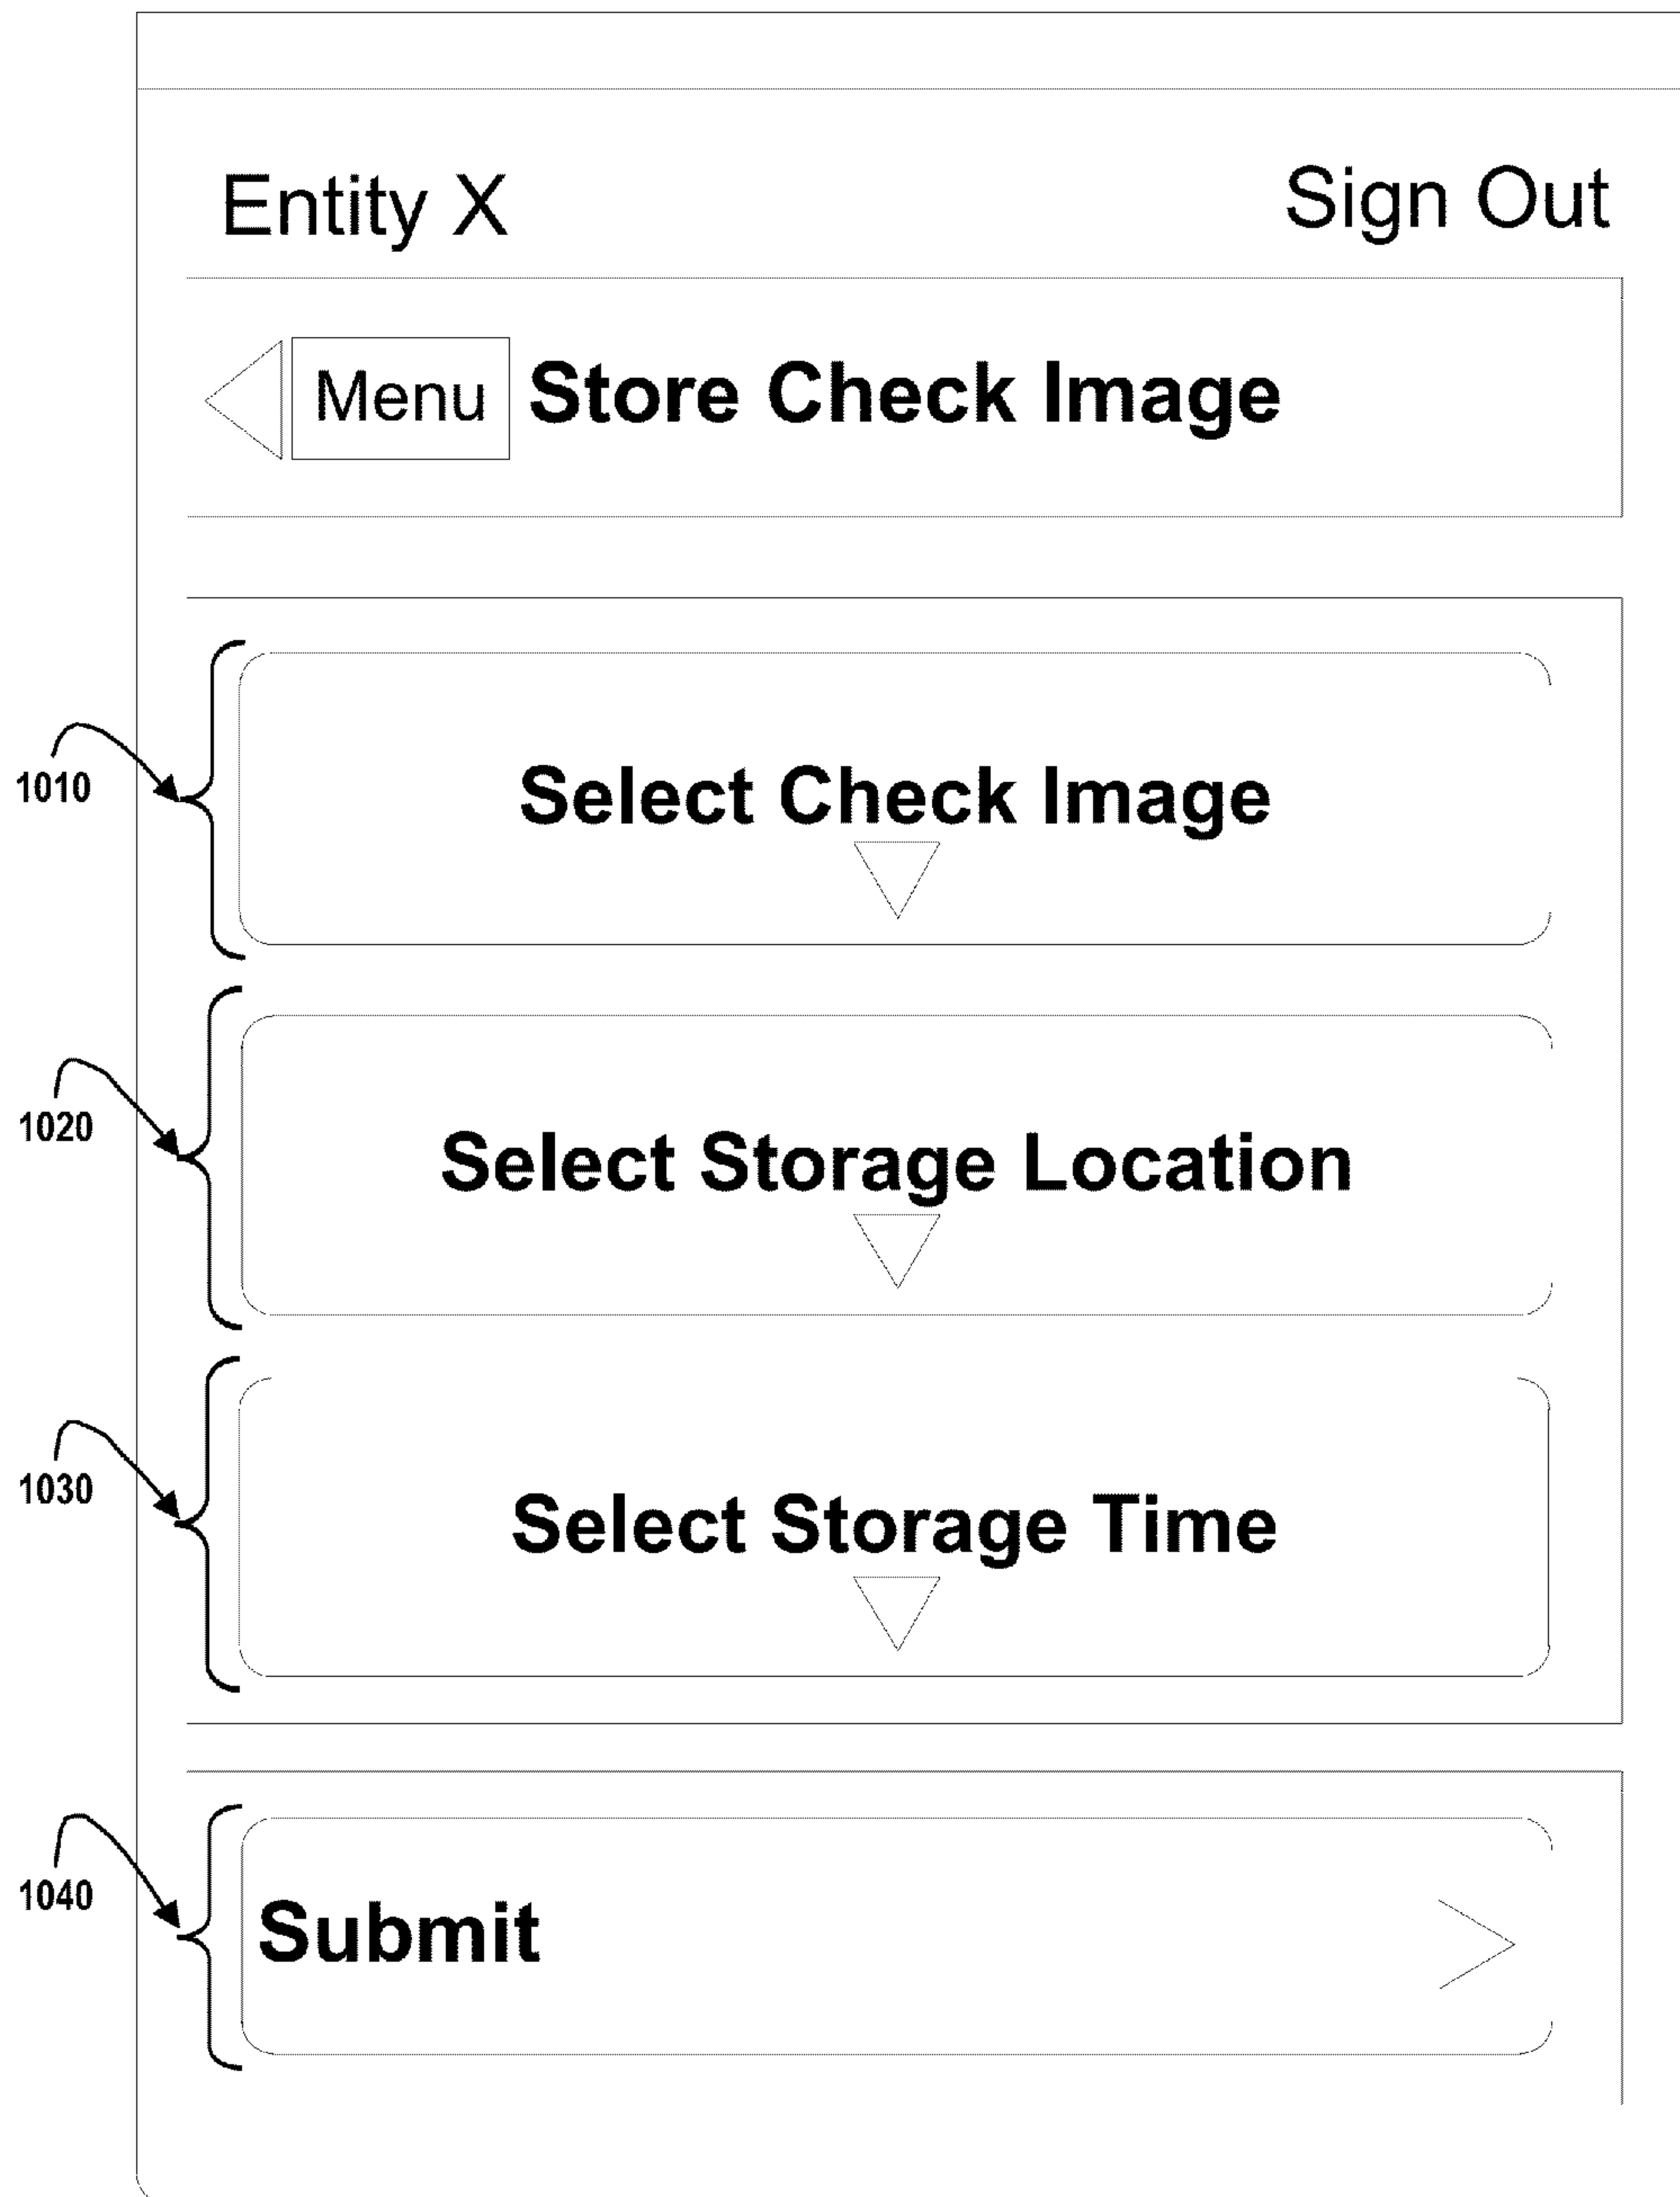 Entity X Sign Out
Menu Store Check Image
1010
Select Check Image
1020
Select Storage Location
1030
Select Storage Time
1040
Submit